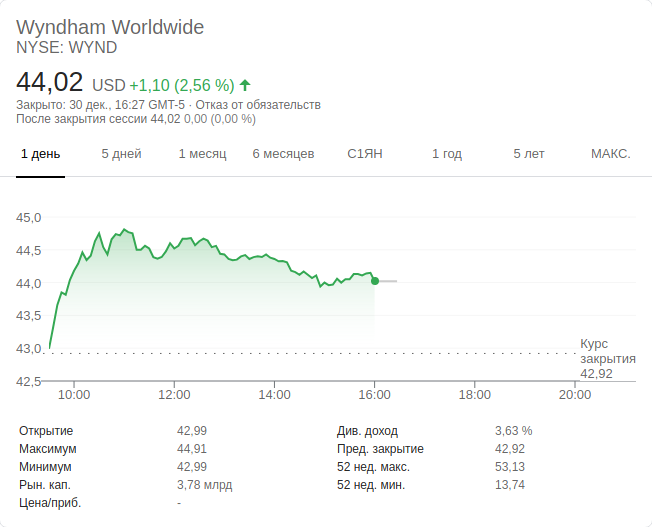 Wyndham Worldwide
NYSE: WYND
44,02 USD +1,10 (2,56 %)
Закрыто: 30 дек., 16:27 GMT-5 · Отказ от обязательств
После закрытия сессии 44,02 0,00 (0,00 %)
1 день 5 дней 1 месяц 6 месяцев С1ЯН 1 год 5 лет МАКС.
45,0
44,5
44,0
43,5
43,0
42,5
Курс
закрытия
42,92
10:00 12:00 14:00 16:00 18:00 20:00
Открытие 42,99 Див. доход 3,63 %
Максимум 44,91 Пред. закрытие 42,92
Минимум 42,99 52 нед. макс. 53,13
Рын. кап. 3,78 млрд 52 нед. мин. 13,74
Цена/приб. -